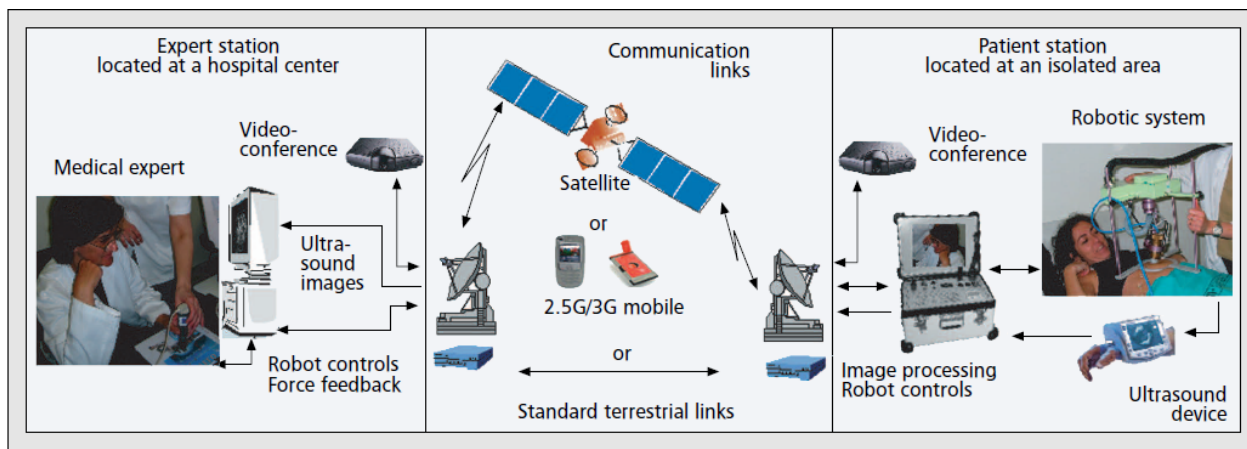 Expert station
located at a hospital center
Video-
conference
Medical expert
Ultra-
sound
images
Robot controls
Force feedback
Communication
links
Satellite
or
2.5G/3G mobile
or
Standard terrestrial links
Patient station
located at an isolated area
Video-
conference
Robotic system
Image processing
Robot controls
Ultrasound
device